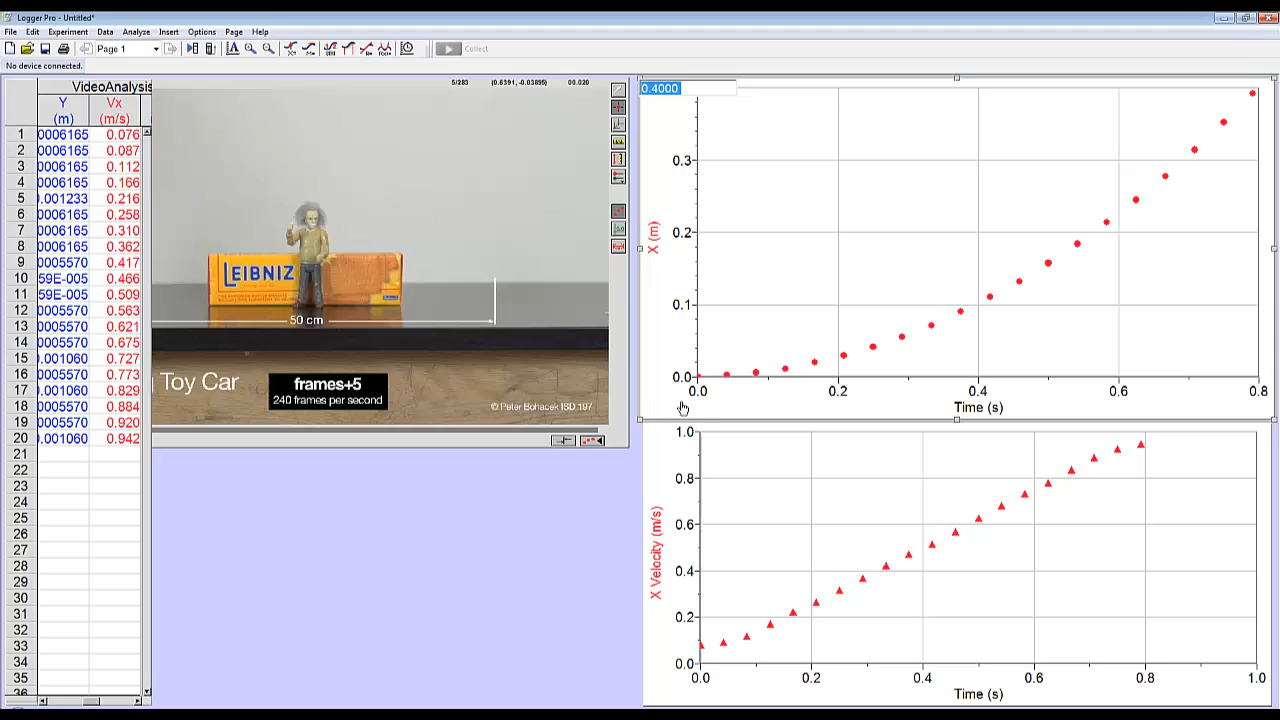 Logger Pro - Untitled*
File Edit Experiment Data Analyze Insert Options Page Help
Page 1 Collect
No device connected.
VideoAnalysis
Y Vx
(m) (m/s)
1 0006165 0.076
2 0006165 0.087
3 0006165 0.112
4 0006165 0.166
5 0.001233 0.216
6 0006165 0.258
7 0006165 0.310
8 0006165 0.362
9 0005570 0.417
10 59E-005 0.466
11 59E-005 0.509
12 0005570 0.563
13 0005570 0.621
14 0005570 0.675
15 0.001060 0.727
16 0005570 0.773
17 0.001060 0.829
18 0005570 0.884
19 0005570 0.920
20 0.001060 0.942
21
22
23
24
25
26
27
28
29
30
31
32
33
34
35
36
5/283 (0.6391, -0.03895) 00.020
LEIBNIZ
50 cm
Toy Car
frames+5
240 frames per second
© Peter Bohacek ISD 197
0.4000
0.3
0.2
0.1
0.0
X (m)
0.0 0.2 0.4 0.6 0.8
Time (s)
1.0
0.8
0.6
0.4
0.2
0.0
X Velocity (m/s)
0.0 0.2 0.4 0.6 0.8 1.0
Time (s)